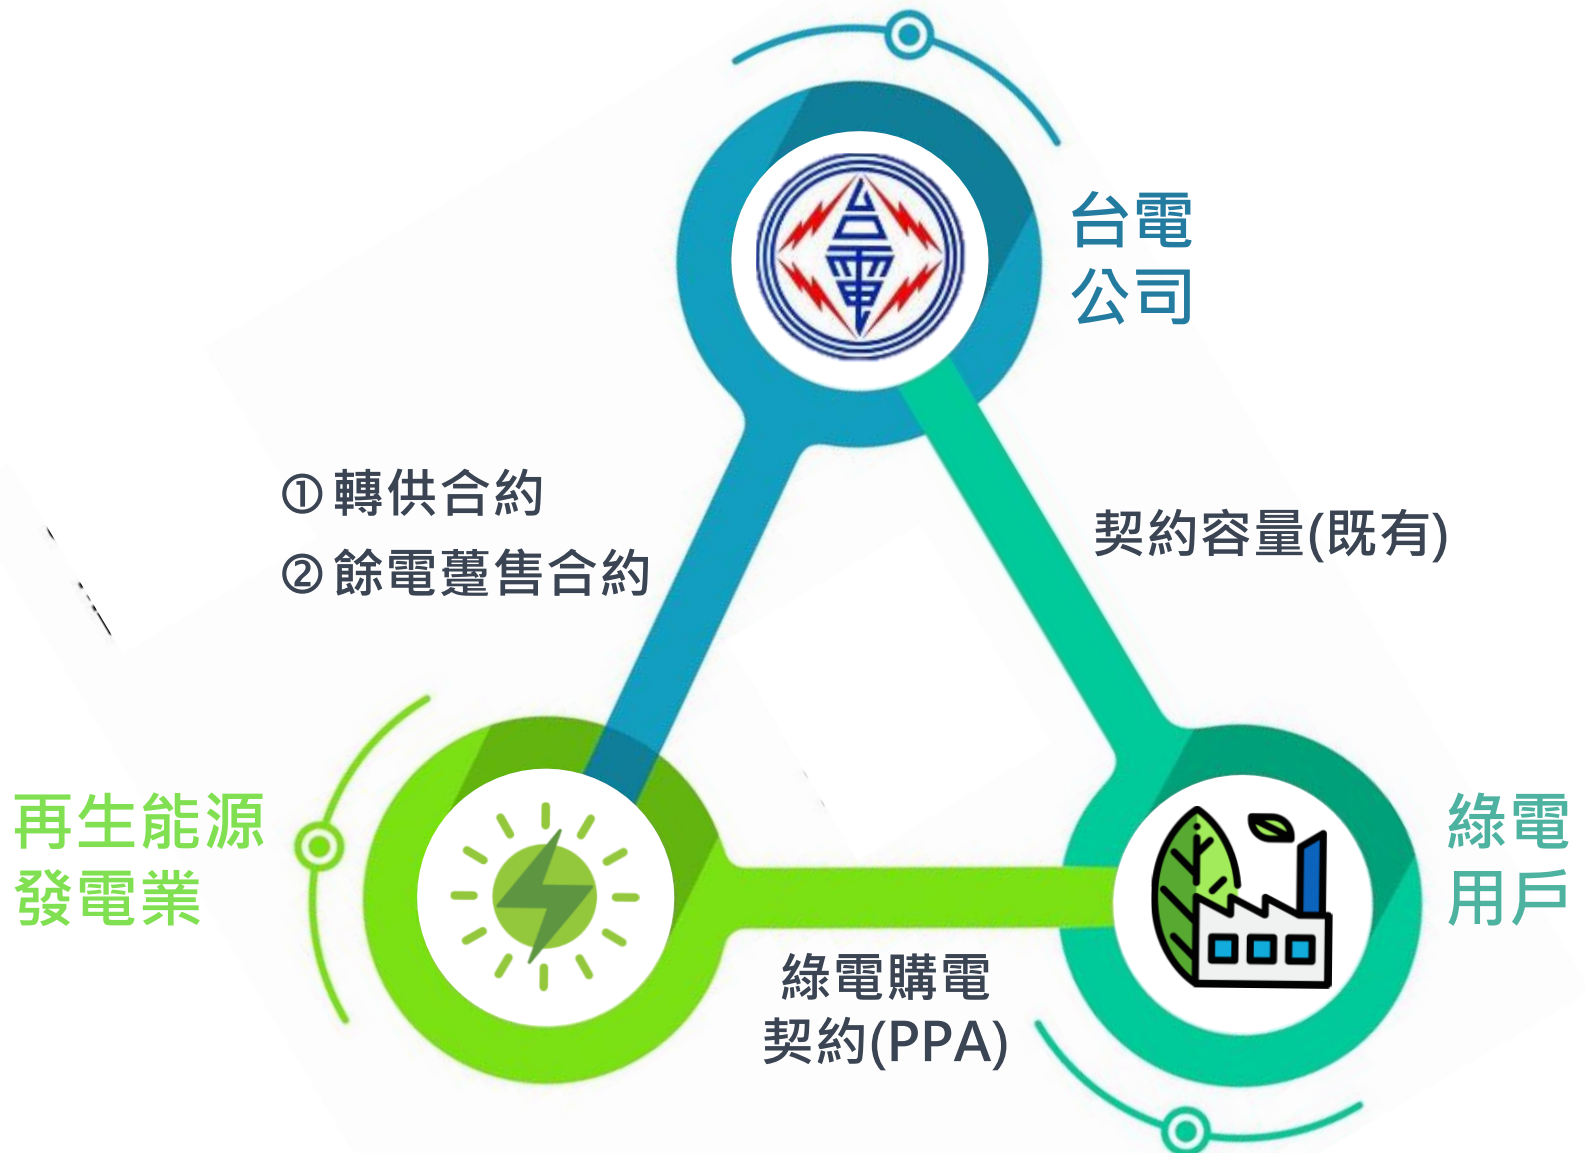 台電
台電
公司
①轉供合約
②餘電躉售合約
契約容量(既有)
再生能源
發電業
綠電
用戶
綠電購電
契約(PPA)